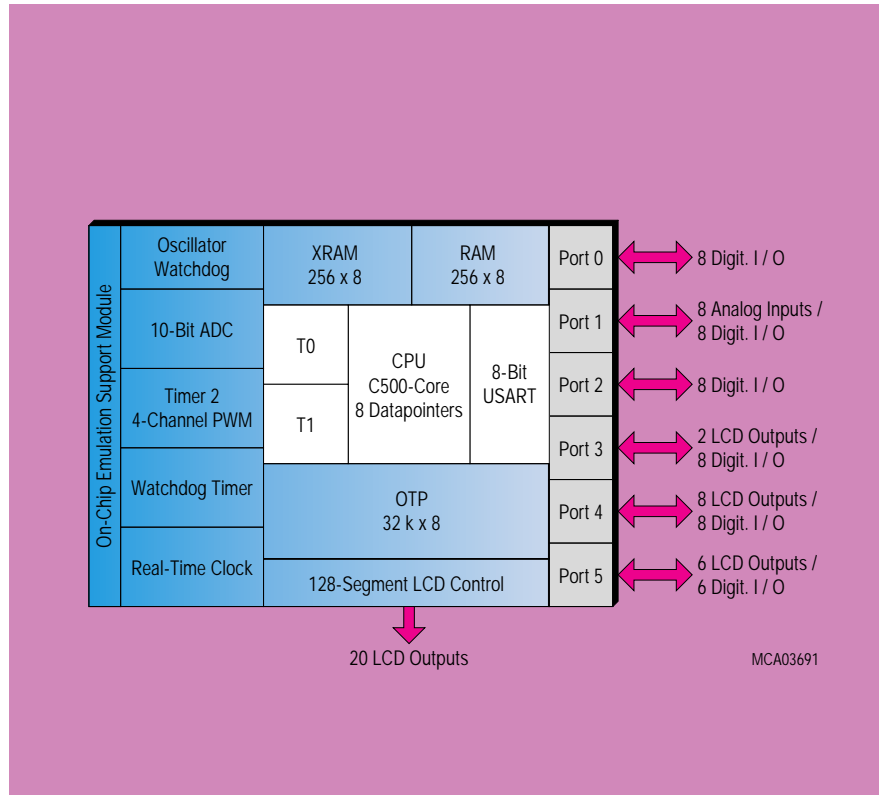 On-Chip Emulation Support Module
Oscillator
Watchdog
10-Bit ADC
Timer 2
4-Channel PWM
Watchdog Timer
Real-Time Clock
XRAM
256 x 8
RAM
256 x 8
T0
T1
CPU
C500-Core
8 Datapointers
8-Bit
USART
OTP
32 k x 8
128-Segment LCD Control
Port 0
8 Digit. I / O
Port 1
8 Analog Inputs /
8 Digit. I / O
Port 2
8 Digit. I / O
Port 3
2 LCD Outputs /
8 Digit. I / O
Port 4
8 LCD Outputs /
8 Digit. I / O
Port 5
6 LCD Outputs /
6 Digit. I / O
20 LCD Outputs
MCA03691